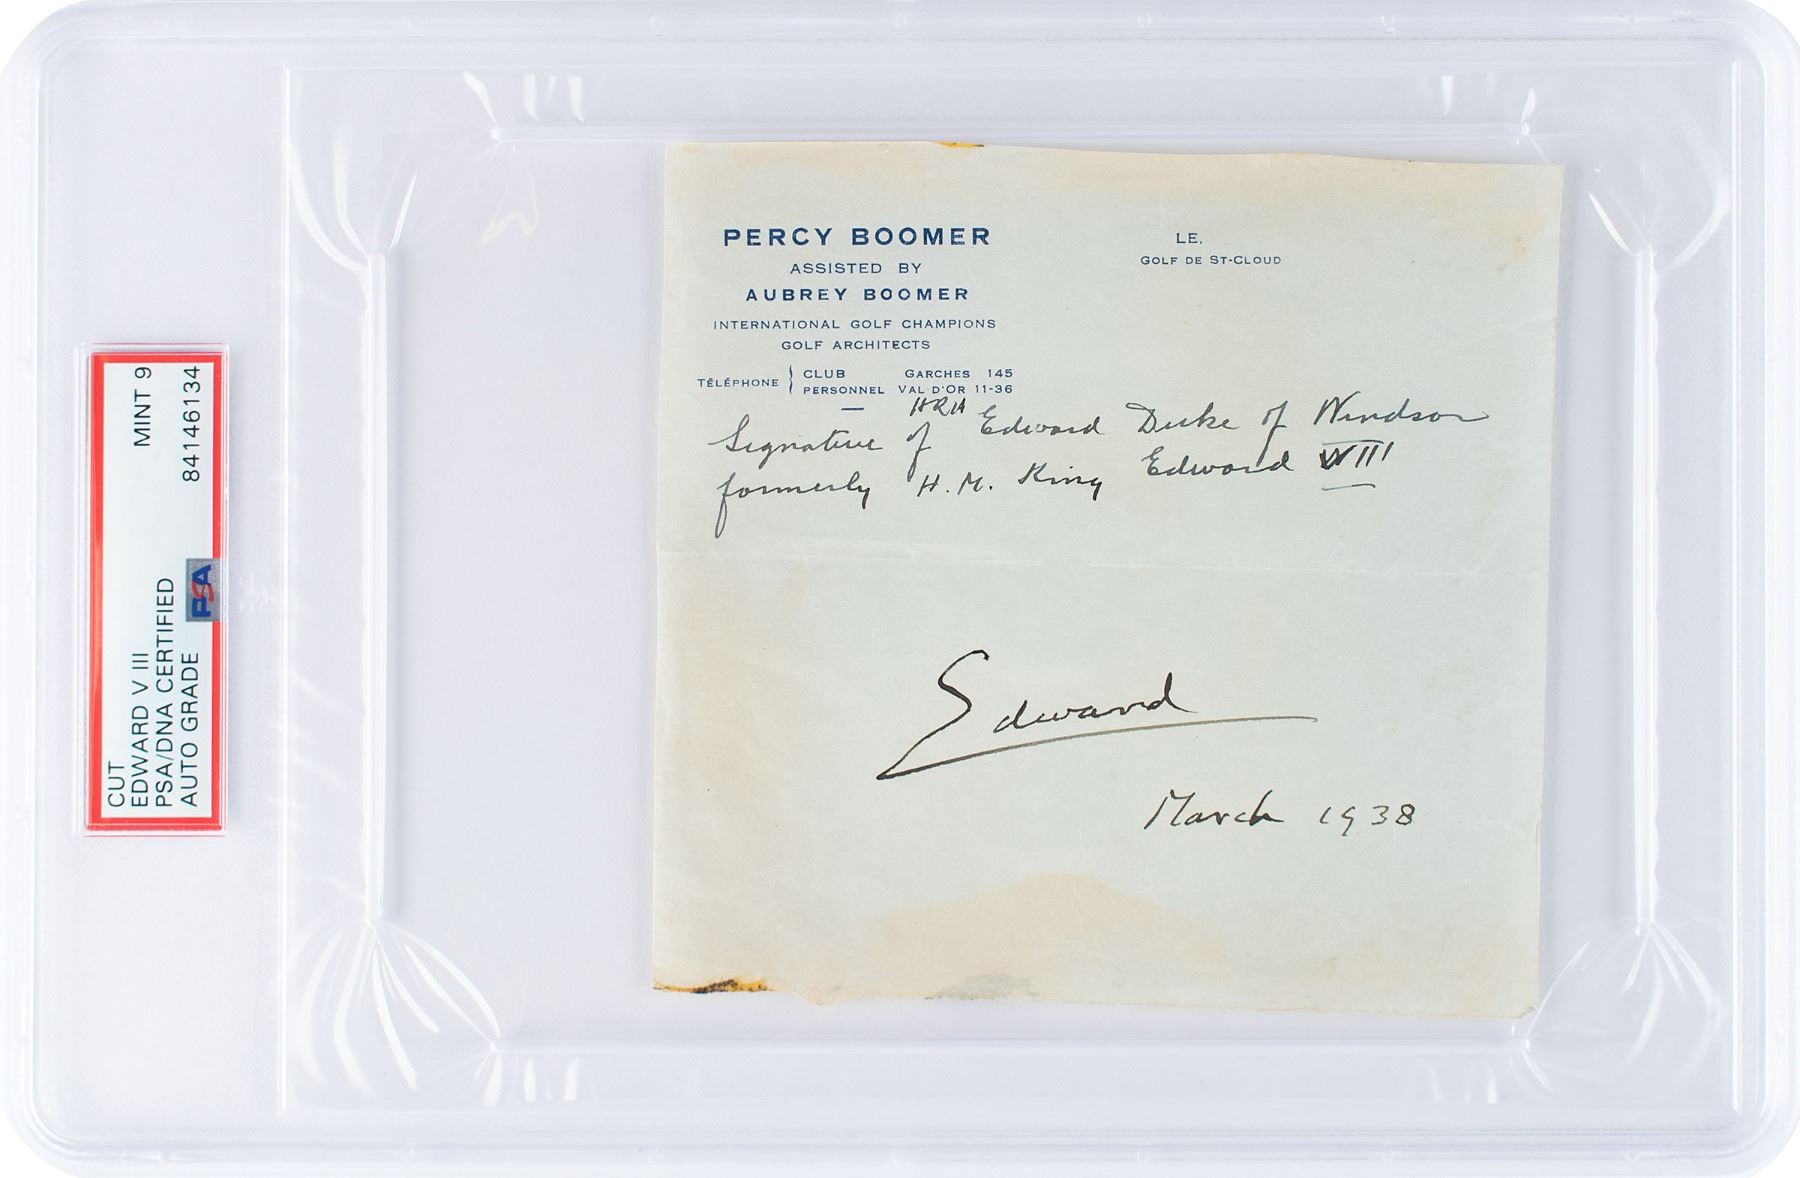 CUT
EDWARD V III
PSA/DNA CERTIFIED
AUTO GRADE
MINT 9
84146134
PSA
PERCY BOOMER
ASSISTED BY
AUBREY BOOMER
INTERNATIONAL GOLF CHAMPIONS
GOLF ARCHITECTS
TÉLÉPHONE { CLUB GARCHES 145
PERSONNEL VAL D'OR 11-36
LE,
GOLF DE ST-CLOUD
HRH
Signature of Edward Duke of Windsor
formerly H.M. King Edward VIII
Edward
March 1938